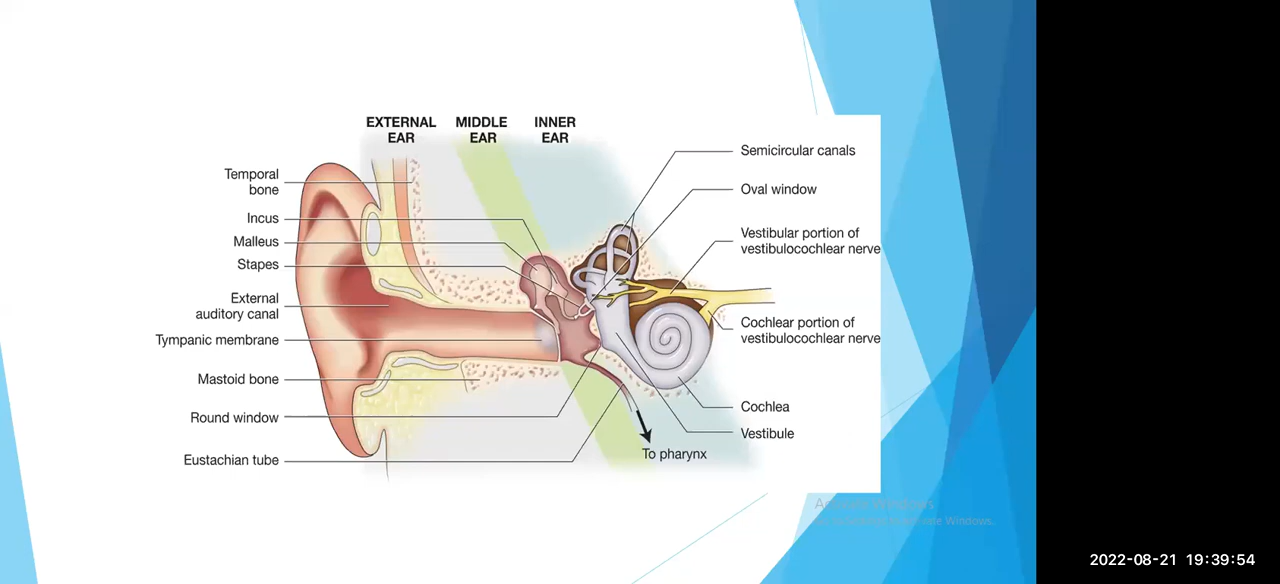 EXTERNAL
EAR
MIDDLE
EAR
INNER
EAR
Temporal
bone
Incus
Malleus
Stapes
External
auditory canal
Tympanic membrane
Mastoid bone
Round window
Eustachian tube
Semicircular canals
Oval window
Vestibular portion of
vestibulocochlear nerve
Cochlear portion of
vestibulocochlear nerve
Cochlea
Vestibule
To pharynx
Windows
Windows.
2022-08-21 19:39:54